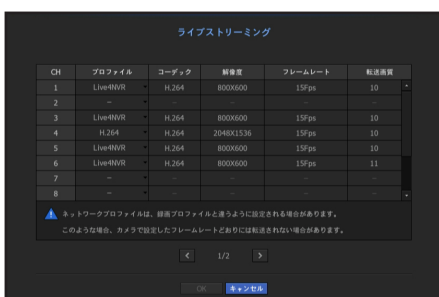 ライブストリーミング
CH プロファイル コーデック 解像度 フレームレート 転送画質
1 Live4NVR H.264 800X600 15Fps 10
2 - - - - -
3 Live4NVR H.264 800X600 15Fps 10
4 H.264 H.264 2048X1536 15Fps 10
5 Live4NVR H.264 800X600 15Fps 10
6 Live4NVR H.264 800X600 15Fps 11
7 - - - - -
8 - - - - -
ネットワークプロファイルは、録画プロファイルと違うように設定される場合があります。
このような場合、カメラで設定したフレームレートどおりには転送されない場合があります。
< 1/2 >
OK キャンセル